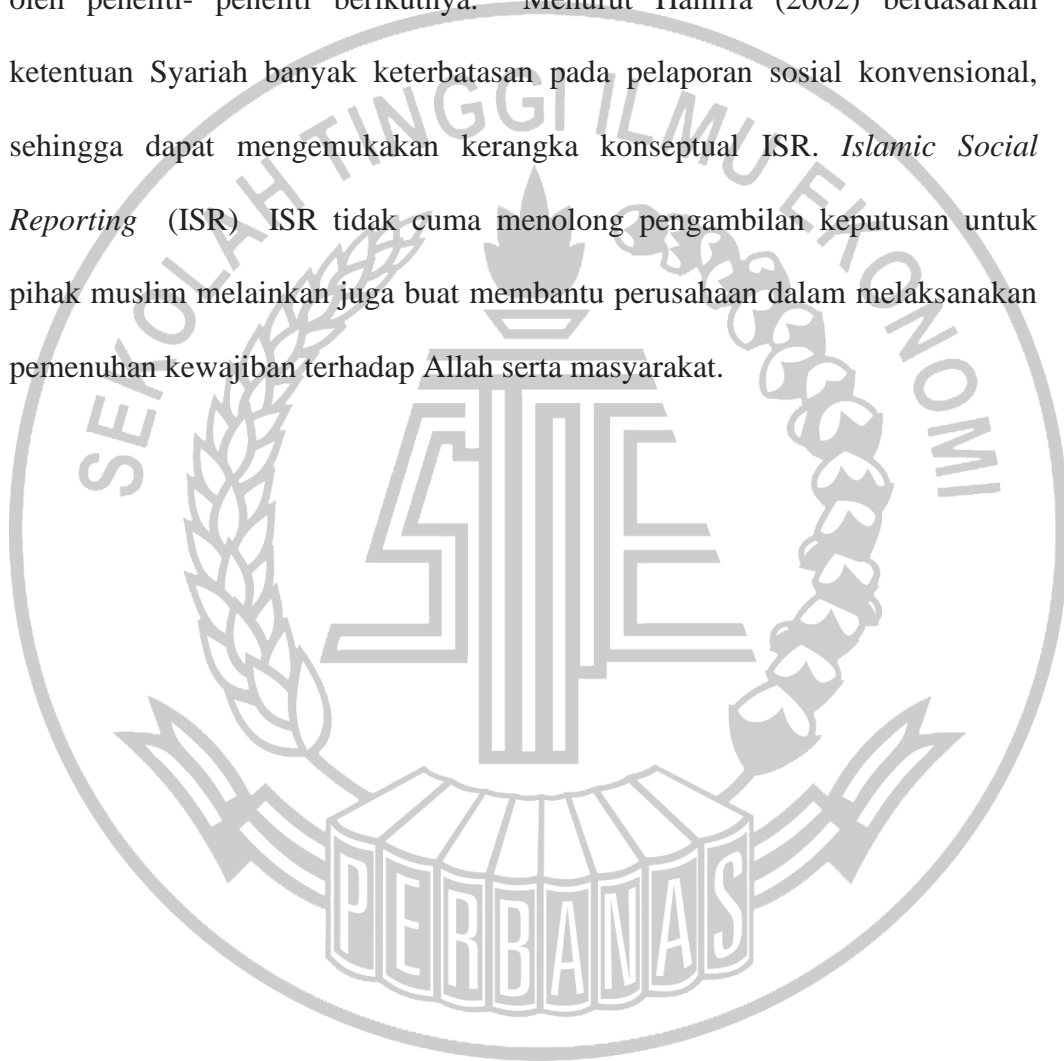 oleh peneliti- peneliti berikutnya. Menurut Haniffa (2002) berdasarkan
ketentuan Syariah banyak keterbatasan pada pelaporan sosial konvensional,
sehingga dapat mengemukakan kerangka konseptual ISR. Islamic Social
Reporting (ISR) ISR tidak cuma menolong pengambilan keputusan untuk
pihak muslim melainkan juga buat membantu perusahaan dalam melaksanakan
pemenuhan kewajiban terhadap Allah serta masyarakat.
SEKOLAH TINGGI ILMU EKONOMI
STIE
PERBANAS